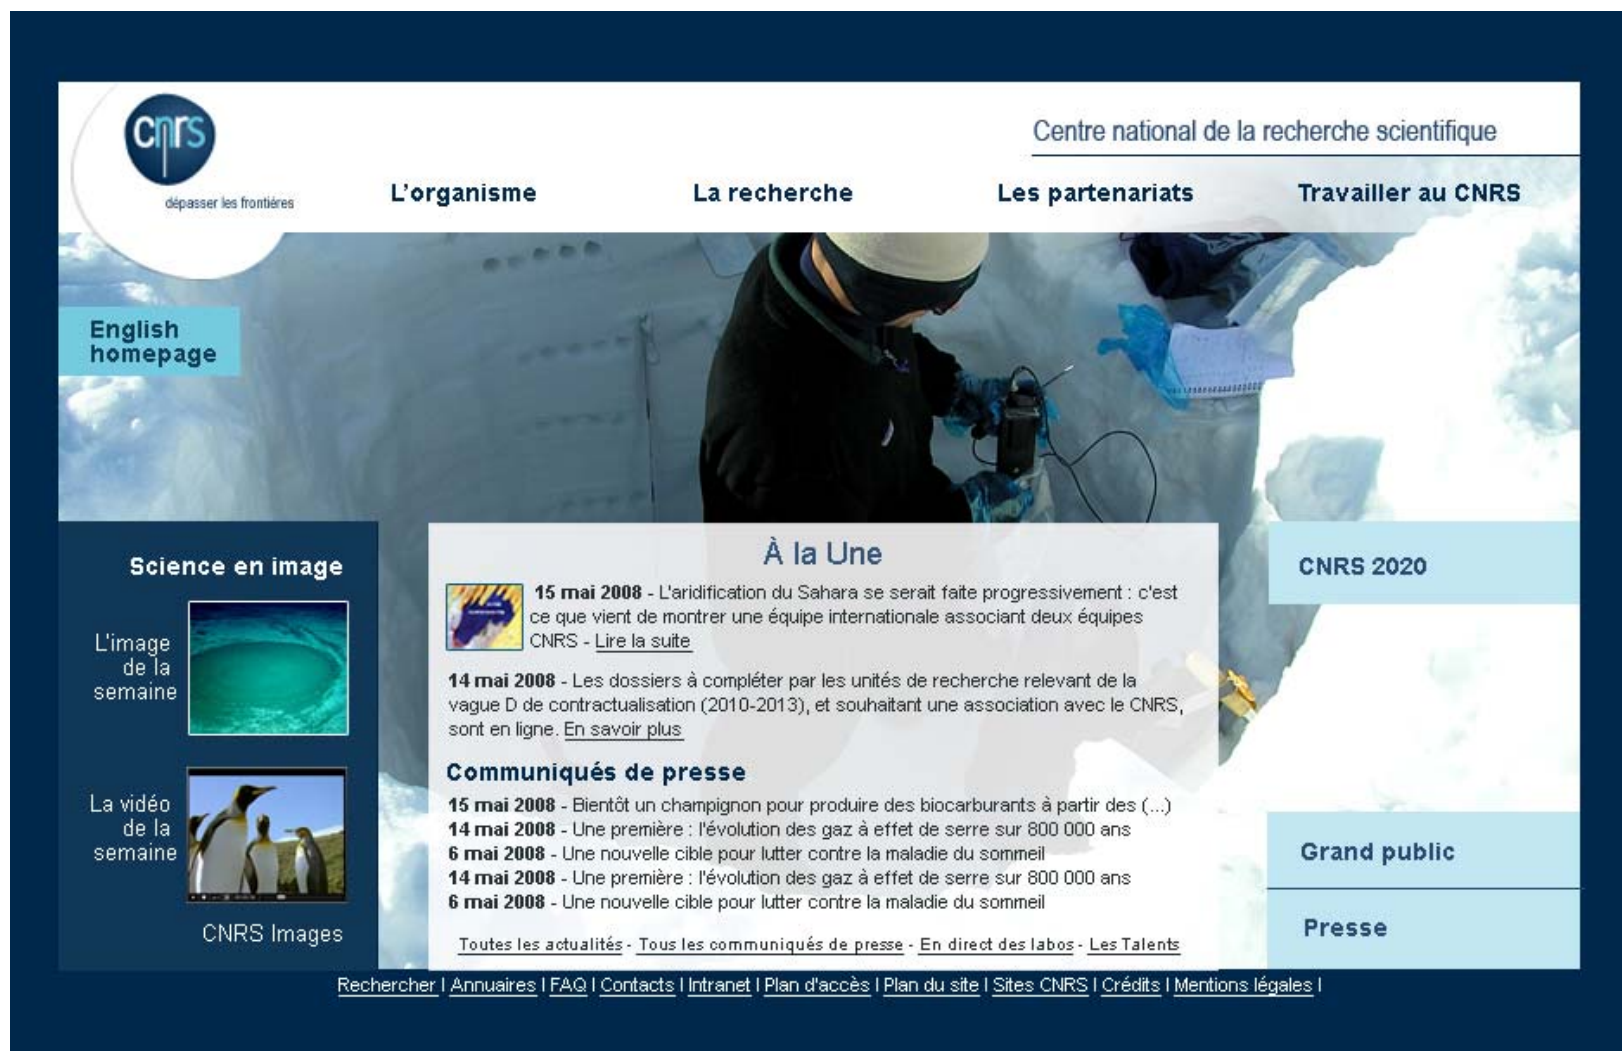 cnrs
dépasser les frontières
Centre national de la recherche scientifique
L'organisme
La recherche
Les partenariats
Travailler au CNRS
English
homepage
Science en image
L'image
de la
semaine
La vidéo
de la
semaine
CNRS Images
À la Une
15 mai 2008 - L'aridification du Sahara se serait faite progressivement : c'est
ce que vient de montrer une équipe internationale associant deux équipes
CNRS - Lire la suite
14 mai 2008 - Les dossiers à compléter par les unités de recherche relevant de la
vague D de contractualisation (2010-2013), et souhaitant une association avec le CNRS,
sont en ligne. En savoir plus
Communiqués de presse
15 mai 2008 - Bientôt un champignon pour produire des biocarburants à partir des (...)
14 mai 2008 - Une première : l'évolution des gaz à effet de serre sur 800 000 ans
6 mai 2008 - Une nouvelle cible pour lutter contre la maladie du sommeil
14 mai 2008 - Une première : l'évolution des gaz à effet de serre sur 800 000 ans
6 mai 2008 - Une nouvelle cible pour lutter contre la maladie du sommeil
Toutes les actualités - Tous les communiqués de presse - En direct des labos - Les Talents
CNRS 2020
Grand public
Presse
Rechercher | Annuaires | FAQ | Contacts | Intranet | Plan d'accès | Plan du site | Sites CNRS | Crédits | Mentions légales |